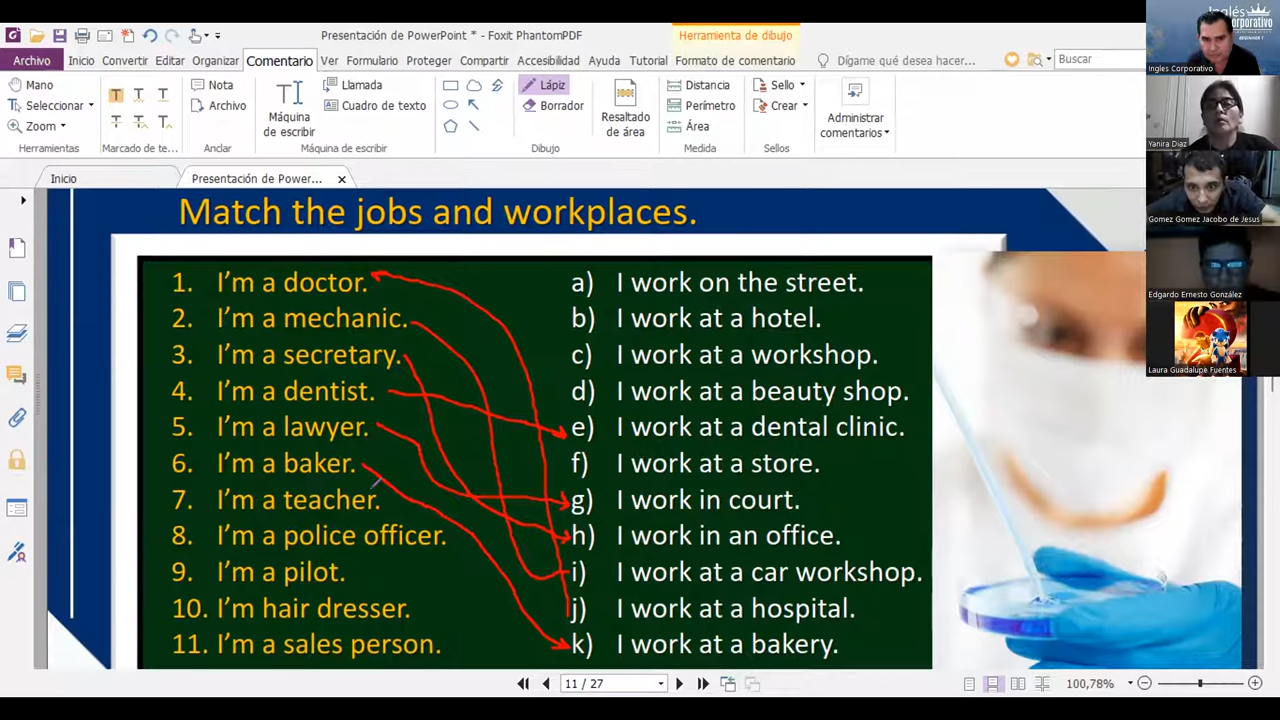 Presentación de PowerPoint * - Foxit PhantomPDF
Herramienta de dibujo
Archivo Inicio Convertir Editar Organizar Comentario Ver Formulario Proteger Compartir Accesibilidad Ayuda Tutorial Formato de comentario Dígame qué desea hacer... Buscar
Mano
Seleccionar
Zoom
Herramientas
T T T
T T T
Marcado de te...
Nota
Archivo
Anclar
Máquina de escribir
Llamada
Cuadro de texto
Máquina de escribir
Lápiz
Borrador
Dibujo
Resaltado de área
Distancia
Perímetro
Área
Medida
Sello
Crear
Sellos
Administrar comentarios
Inicio
Presentación de Power...
Match the jobs and workplaces.
1. I'm a doctor.
2. I'm a mechanic.
3. I'm a secretary.
4. I'm a dentist.
5. I'm a lawyer.
6. I'm a baker.
7. I'm a teacher.
8. I'm a police officer.
9. I'm a pilot.
10. I'm hair dresser.
11. I'm a sales person.
a) I work on the street.
b) I work at a hotel.
c) I work at a workshop.
d) I work at a beauty shop.
e) I work at a dental clinic.
f) I work at a store.
g) I work in court.
h) I work in an office.
i) I work at a car workshop.
j) I work at a hospital.
k) I work at a bakery.
11 / 27
100,78%
Inglés
Ingles Corporativo
Yanira Diaz
Gomez Gomez Jacobo de Jesus
Edgardo Ernesto González
Laura Guadalupe Fuentes